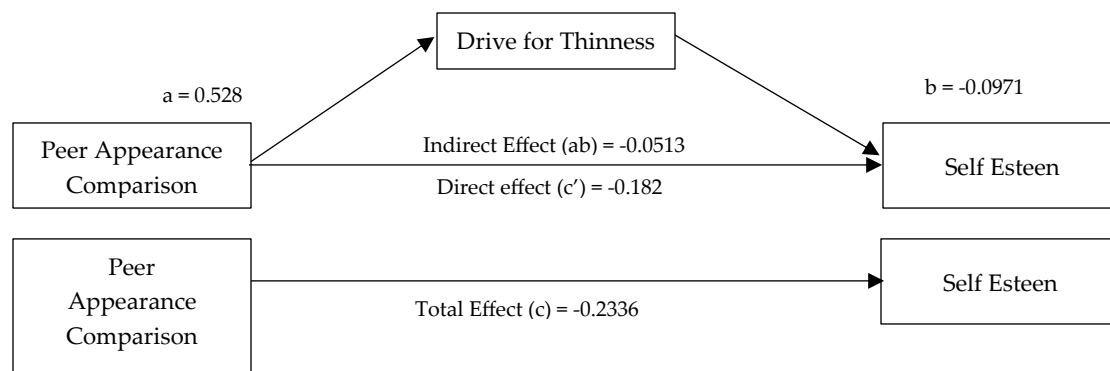 Drive for Thinness
a = 0.528
b = -0.0971
Peer Appearance
Comparison
Indirect Effect (ab) = -0.0513
Direct effect (c’) = -0.182
Self Esteen
Peer
Appearance
Comparison
Total Effect (c) = -0.2336
Self Esteen